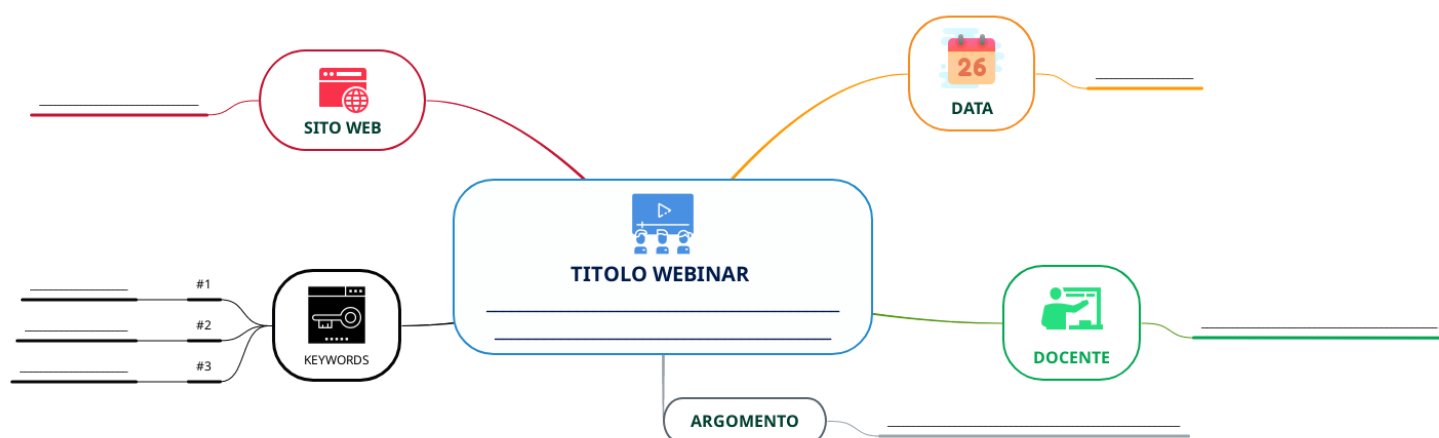 26
DATA
SITO WEB
TITOLO WEBINAR
#1
#2
#3
KEYWORDS
DOCENTE
ARGOMENTO